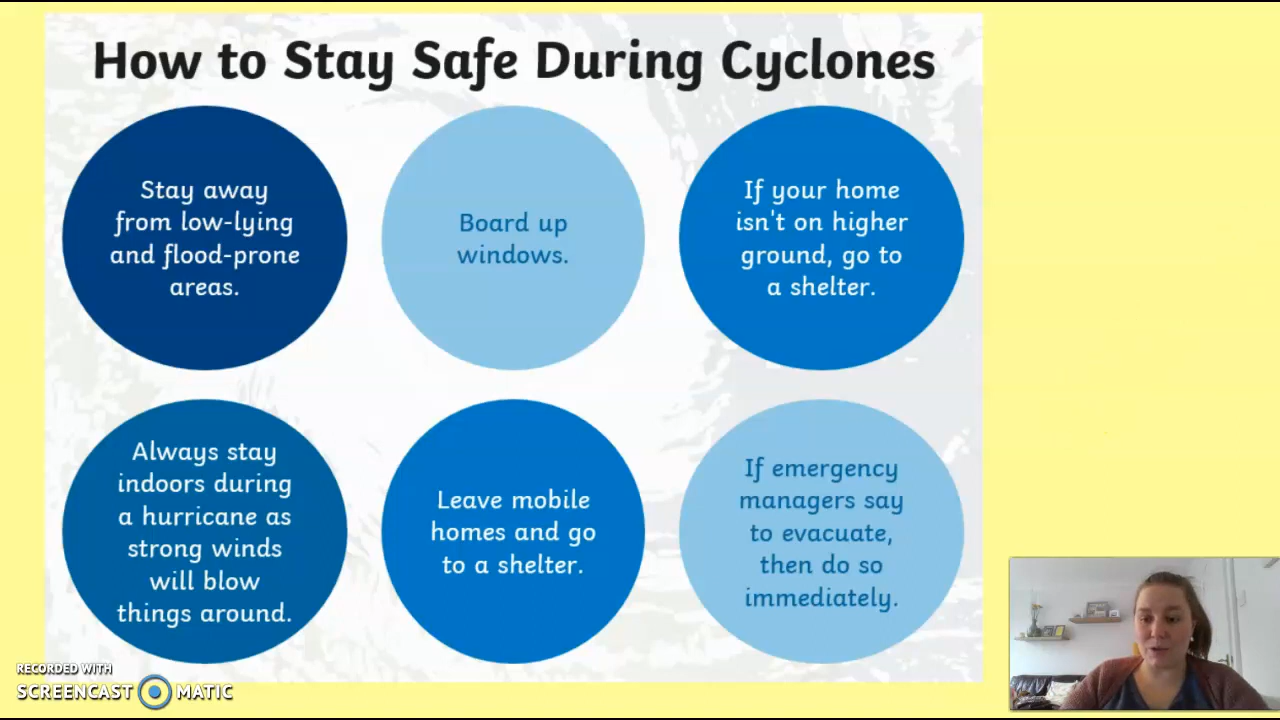 How to Stay Safe During Cyclones
Stay away
from low-lying
and flood-prone
areas.
Board up
windows.
If your home
isn't on higher
ground, go to
a shelter.
Always stay
indoors during
a hurricane as
strong winds
will blow
things around.
Leave mobile
homes and go
to a shelter.
If emergency
managers say
to evacuate,
then do so
immediately.
RECORDED WITH
SCREENCAST MATIC